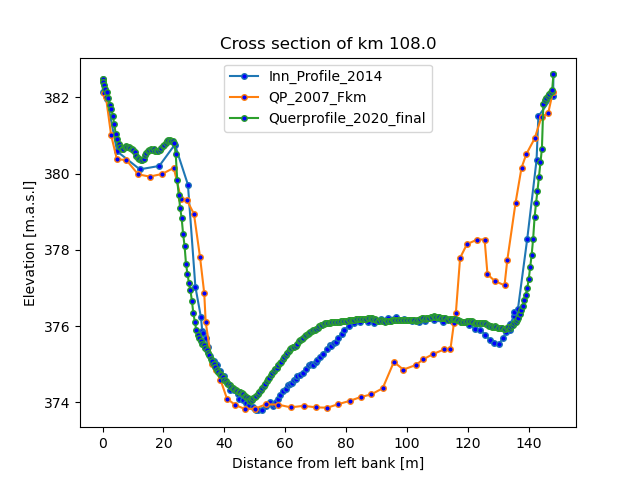 Cross section of km 108.0
Inn_Profile_2014
QP_2007_Fkm
Querprofile_2020_final
Elevation [m.a.s.l]
382
380
378
376
374
0 20 40 60 80 100 120 140
Distance from left bank [m]